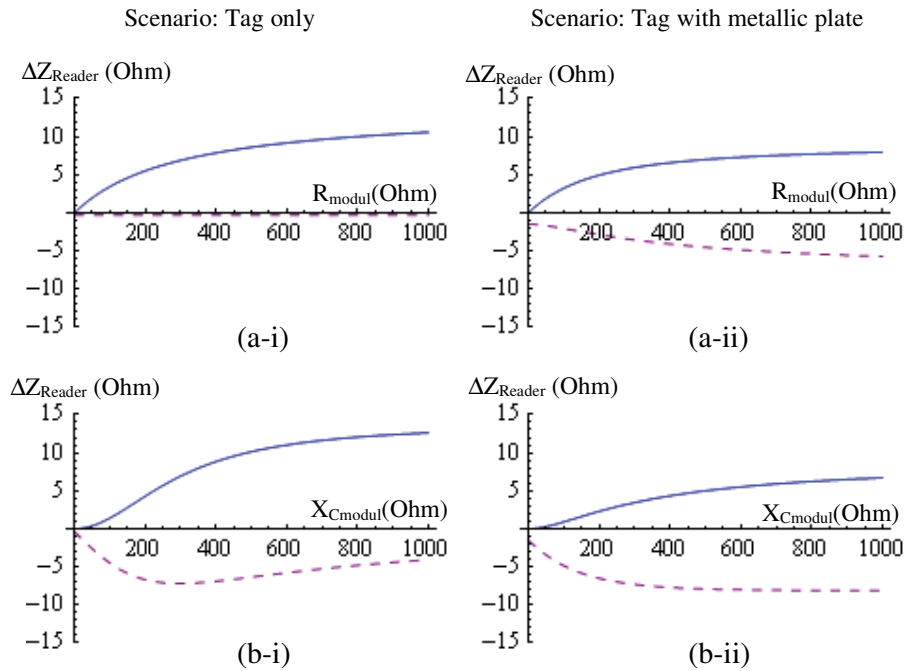 Scenario: Tag only
Scenario: Tag with metallic plate
ΔZReader (Ohm)
15
10
5
Rmodul(Ohm)
200 400 600 800 1000
−5
−10
−15
(a-i)
ΔZReader (Ohm)
15
10
5
Rmodul(Ohm)
200 400 600 800 1000
−5
−10
−15
(a-ii)
ΔZReader (Ohm)
15
10
5
XCmodul(Ohm)
200 400 600 800 1000
−5
−10
−15
(b-i)
ΔZReader (Ohm)
15
10
5
XCmodul(Ohm)
200 400 600 800 1000
−5
−10
−15
(b-ii)